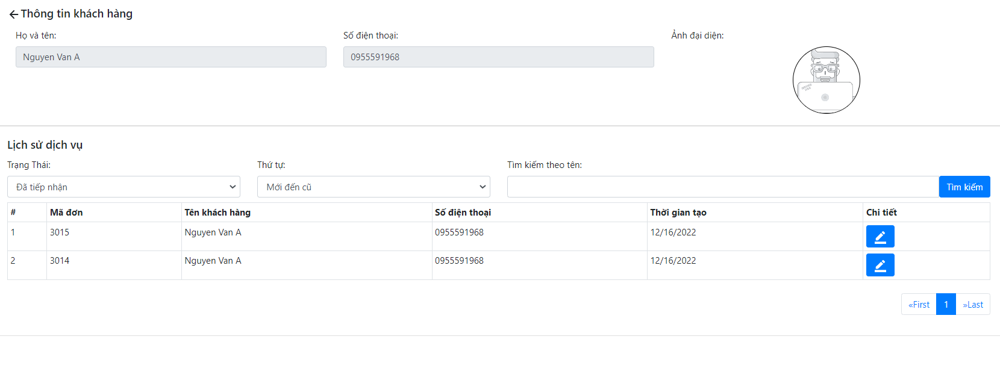 Thông tin khách hàng
Họ và tên:
Số điện thoại:
Ảnh đại diện:
Nguyen Van A
0955591968
Lịch sử dịch vụ
Trạng Thái:
Thứ tự:
Tìm kiếm theo tên:
Đã tiếp nhận
Mới đến cũ
Tìm kiếm
# Mã đơn Tên khách hàng Số điện thoại Thời gian tạo Chi tiết
1 3015 Nguyen Van A 0955591968 12/16/2022
2 3014 Nguyen Van A 0955591968 12/16/2022
«First 1 »Last